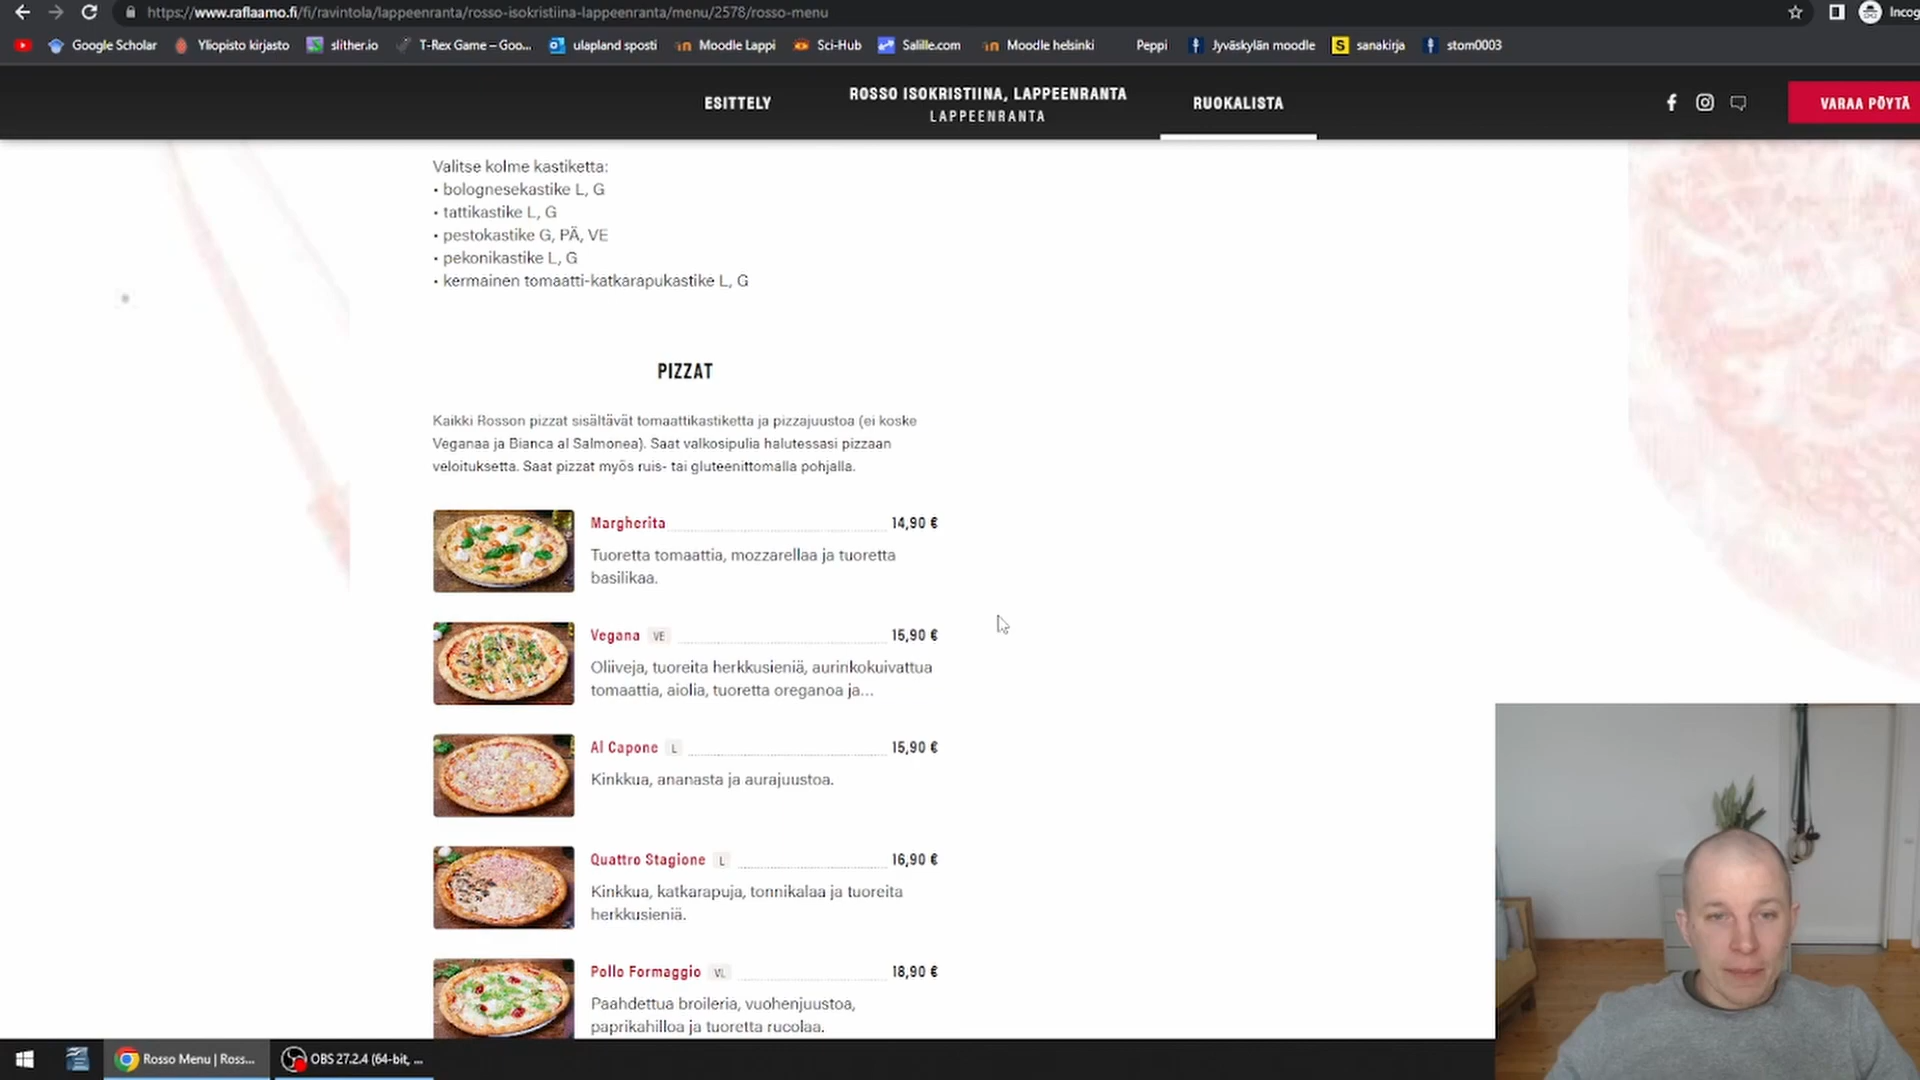 https://www.raflaamo.fi/fi/ravintola/lappeenranta/rosso-isokristiina-lappeenranta/menu/2578/rosso-menu
Incog
Google Scholar
Yliopisto kirjasto
slither.io
T-Rex Game – Goo...
ulapland sposti
Moodle Lappi
Sci-Hub
Salille.com
Moodle helsinki
Peppi
Jyväskylän moodle
S sanakirja
stom0003
ESITTELY
ROSSO ISOKRISTIINA, LAPPEENRANTA
LAPPEENRANTA
RUOKALISTA
VARAA PÖYTÄ
Valitse kolme kastiketta:
• bolognesekastike L, G
• tattikastike L, G
• pestokastike G, PÄ, VE
• pekonikastike L, G
• kermainen tomaatti-katkarapukastike L, G
PIZZAT
Kaikki Rosson pizzat sisältävät tomaattikastiketta ja pizzajuustoa (ei koske
Veganaa ja Bianca al Salmonea). Saat valkosipulia halutessasi pizzaan
veloituksetta. Saat pizzat myös ruis- tai gluteenittomalla pohjalla.
Margherita 14,90 €
Tuoretta tomaattia, mozzarellaa ja tuoretta
basilikaa.
Vegana VE 15,90 €
Oliiveja, tuoreita herkkusieniä, aurinkokuivattua
tomaattia, aiolia, tuoretta oreganoa ja...
Al Capone L 15,90 €
Kinkkua, ananasta ja aurajuustoa.
Quattro Stagione L 16,90 €
Kinkkua, katkarapuja, tonnikalaa ja tuoreita
herkkusieniä.
Pollo Formaggio VL 18,90 €
Paahdettua broileria, vuohenjuustoa,
paprikahilloa ja tuoretta rucolaa.
Rosso Menu | Ross...
OBS 27.2.4 (64-bit, ...